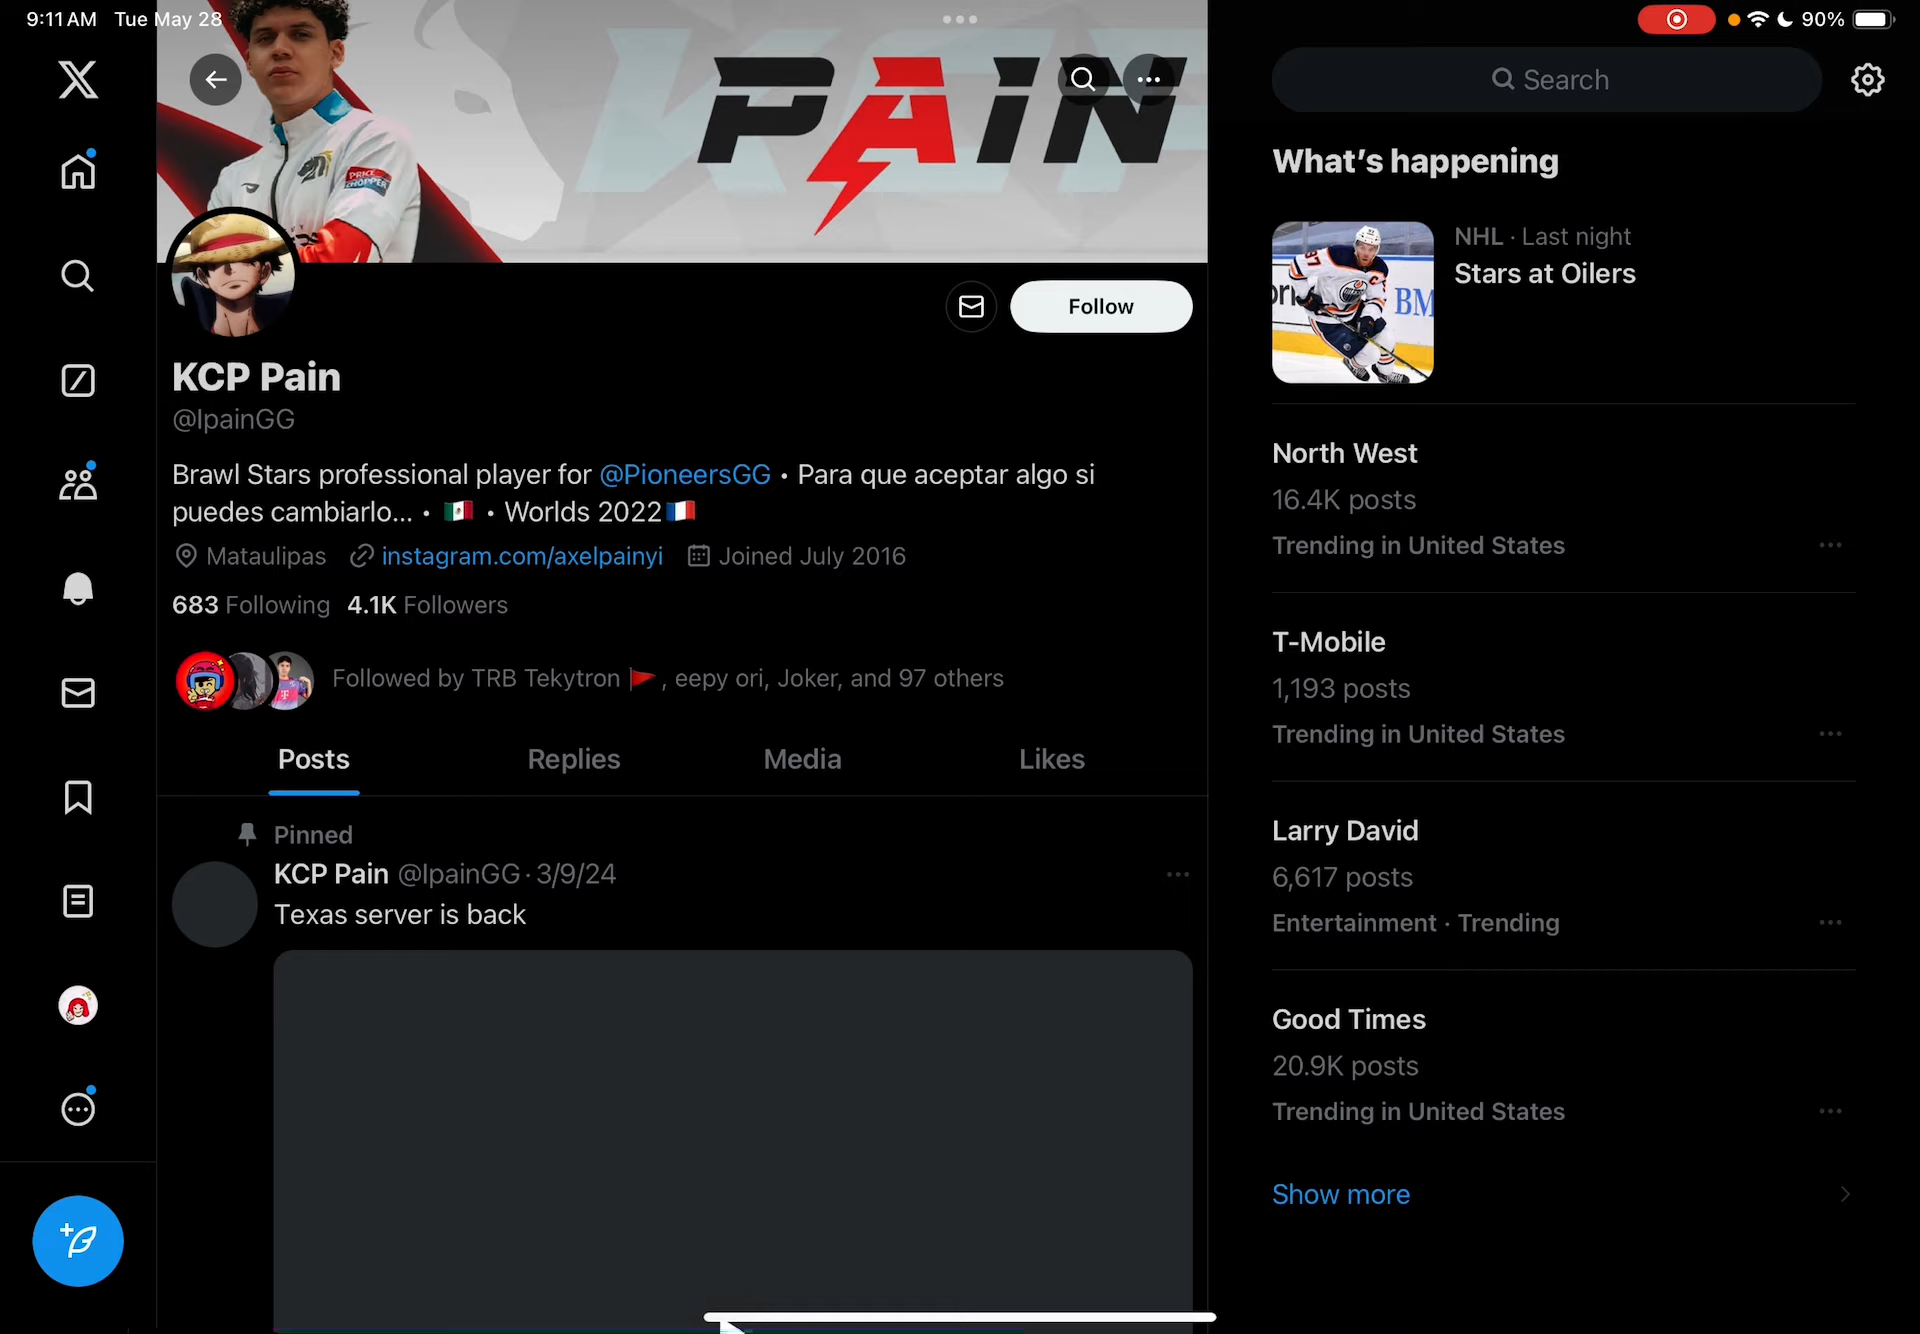 9:11 AM Tue May 28
90%
PAIN
PRICE CHOPPER
Search
What's happening
NHL · Last night
Stars at Oilers
BM
Follow
KCP Pain
@IpainGG
Brawl Stars professional player for @PioneersGG • Para que aceptar algo si
puedes cambiarlo... • 🇲🇽 • Worlds 2022🇫🇷
Mataulipas instagram.com/axelpainyi Joined July 2016
683 Following 4.1K Followers
Followed by TRB Tekytron 🚩, eepy ori, Joker, and 97 others
Posts Replies Media Likes
Pinned
KCP Pain @IpainGG · 3/9/24
Texas server is back
North West
16.4K posts
Trending in United States
T-Mobile
1,193 posts
Trending in United States
Larry David
6,617 posts
Entertainment · Trending
Good Times
20.9K posts
Trending in United States
Show more